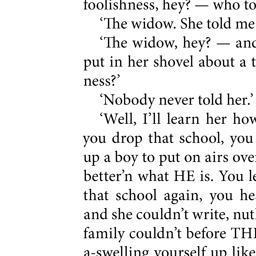 foolishness, hey? — who to
'The widow. She told me
'The widow, hey? — and
put in her shovel about a t
ness?'
'Nobody never told her.'
'Well, I'll learn her how
you drop that school, you
up a boy to put on airs ove
better'n what HE is. You le
that school again, you he
and she couldn't write, nut
family couldn't before THE
a-swelling yourself up like